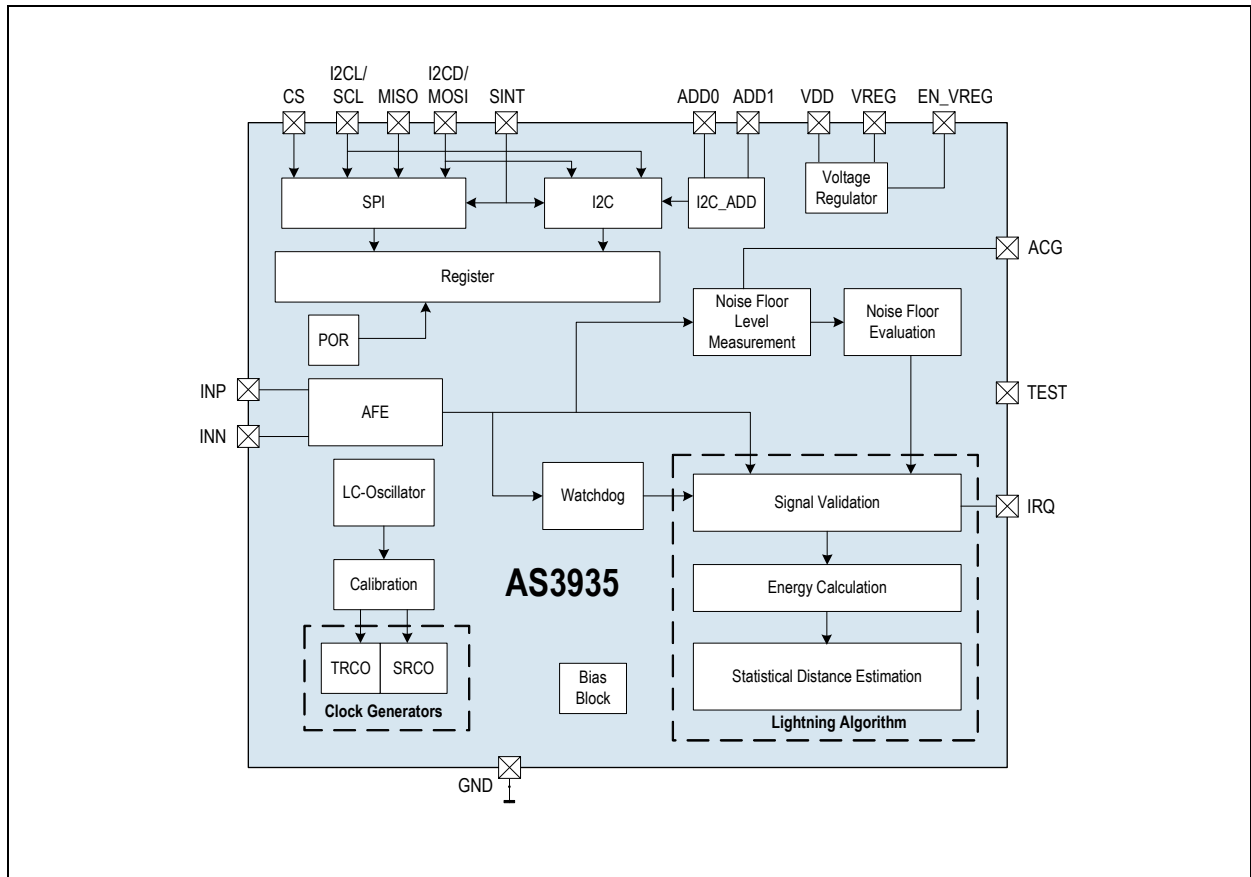 I2CL/
I2CD/
CS
SCL
MISO
MOSI
SINT
ADD0
ADD1
VDD
VREG
EN_VREG
SPI
I2C
I2C_ADD
Voltage
Regulator
ACG
Register
Noise Floor
Level
Measurement
Noise Floor
Evaluation
POR
INP
AFE
INN
TEST
LC-Oscillator
Watchdog
Signal Validation
IRQ
Calibration
AS3935
Energy Calculation
TRCO
SRCO
Clock Generators
Bias
Block
Statistical Distance Estimation
Lightning Algorithm
GND